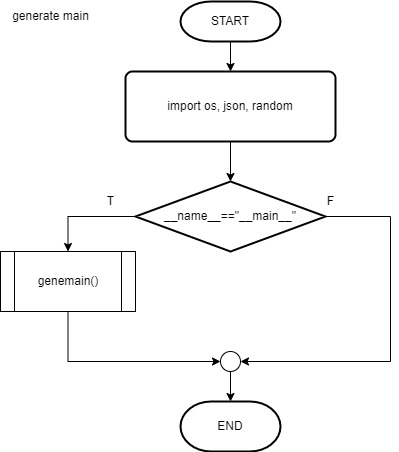 generate main
START
import os, json, random
T
F
__name__=="__main__"
genemain()
END